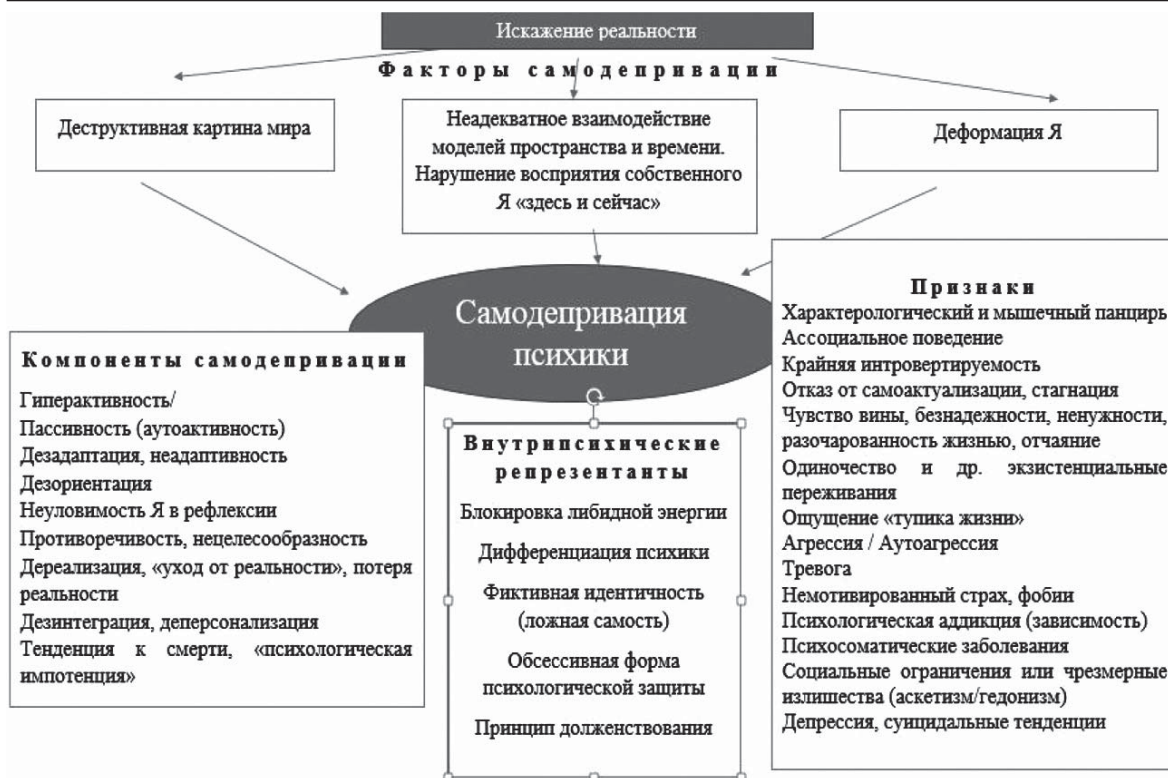 Искажение реальности
Факторы самодепривации
Деструктивная картина мира
Неадекватное взаимодействие
моделей пространства и времени.
Нарушение восприятия собственного
Я «здесь и сейчас»
Деформация Я
Самодепривация
психики
Компоненты самодепривации
Гиперактивность/
Пассивность (аутоактивность)
Дезадаптация, неадаптивность
Дезориентация
Неуловимость Я в рефлексии
Противоречивость, нецелесообразность
Дереализация, «уход от реальности», потеря
реальности
Дезинтеграция, деперсонализация
Тенденция к смерти, «психологическая
импотенция»
Внутрипсихические
репрезентанты
Блокировка либидной энергии
Дифференциация психики
Фиктивная идентичность
(ложная самость)
Обсессивная форма
психологической защиты
Принцип долженствования
Признаки
Характерологический и мышечный панцирь
Ассоциальное поведение
Крайняя интровертируемость
Отказ от самоактуализации, стагнация
Чувство вины, безнадежности, ненужности,
разочарованность жизнью, отчаяние
Одиночество и др. экзистенциальные
переживания
Ощущение «тупика жизни»
Агрессия / Аутоагрессия
Тревога
Немотивированный страх, фобии
Психологическая аддикция (зависимость)
Психосоматические заболевания
Социальные ограничения или чрезмерные
излишества (аскетизм/гедонизм)
Депрессия, суицидальные тенденции